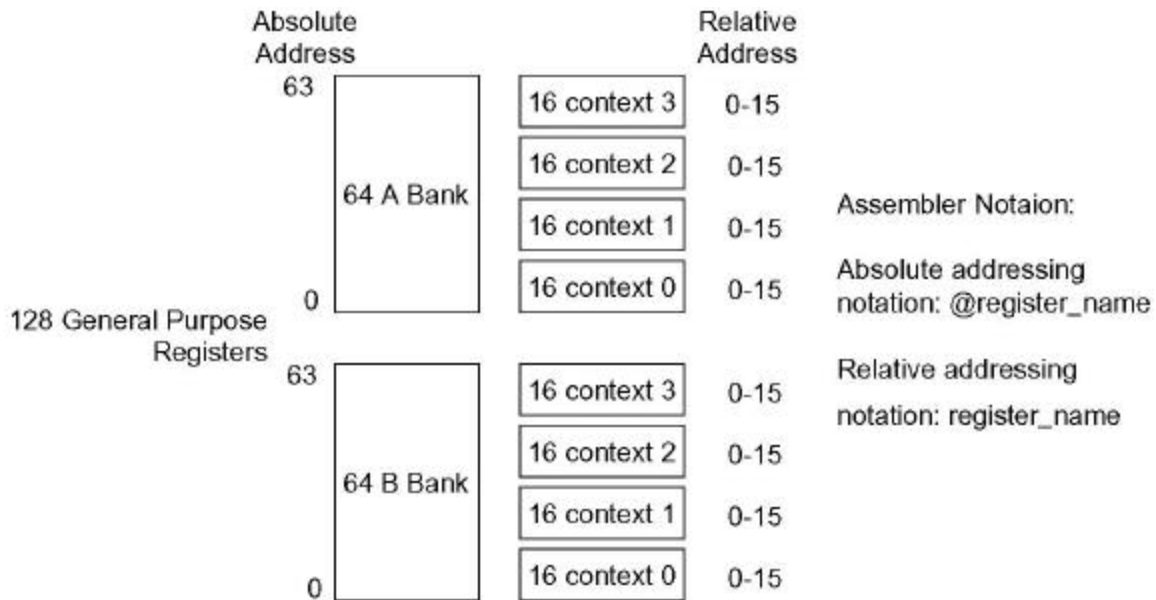 Absolute
Address
Relative
Address
63
16 context 3
0-15
16 context 2
0-15
64 A Bank
16 context 1
0-15
16 context 0
0-15
0
128 General Purpose
Registers
63
16 context 3
0-15
16 context 2
0-15
64 B Bank
16 context 1
0-15
16 context 0
0-15
0
Assembler Notaion:
Absolute addressing
notation: @register_name
Relative addressing
notation: register_name